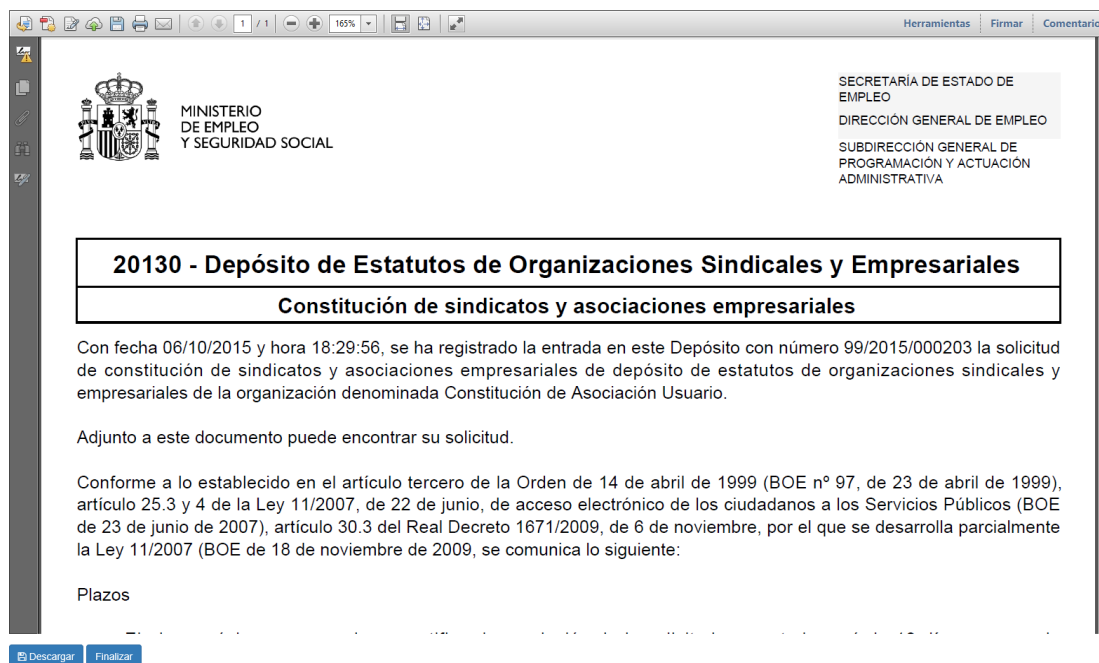 1 / 1 165% Herramientas Firmar Comentario
MINISTERIO
DE EMPLEO
Y SEGURIDAD SOCIAL
SECRETARÍA DE ESTADO DE
EMPLEO
DIRECCIÓN GENERAL DE EMPLEO
SUBDIRECCIÓN GENERAL DE
PROGRAMACIÓN Y ACTUACIÓN
ADMINISTRATIVA
20130 - Depósito de Estatutos de Organizaciones Sindicales y Empresariales
Constitución de sindicatos y asociaciones empresariales
Con fecha 06/10/2015 y hora 18:29:56, se ha registrado la entrada en este Depósito con número 99/2015/000203 la solicitud
de constitución de sindicatos y asociaciones empresariales de depósito de estatutos de organizaciones sindicales y
empresariales de la organización denominada Constitución de Asociación Usuario.
Adjunto a este documento puede encontrar su solicitud.
Conforme a lo establecido en el artículo tercero de la Orden de 14 de abril de 1999 (BOE nº 97, de 23 de abril de 1999),
artículo 25.3 y 4 de la Ley 11/2007, de 22 de junio, de acceso electrónico de los ciudadanos a los Servicios Públicos (BOE
de 23 de junio de 2007), artículo 30.3 del Real Decreto 1671/2009, de 6 de noviembre, por el que se desarrolla parcialmente
la Ley 11/2007 (BOE de 18 de noviembre de 2009, se comunica lo siguiente:
Plazos
Descargar Finalizar